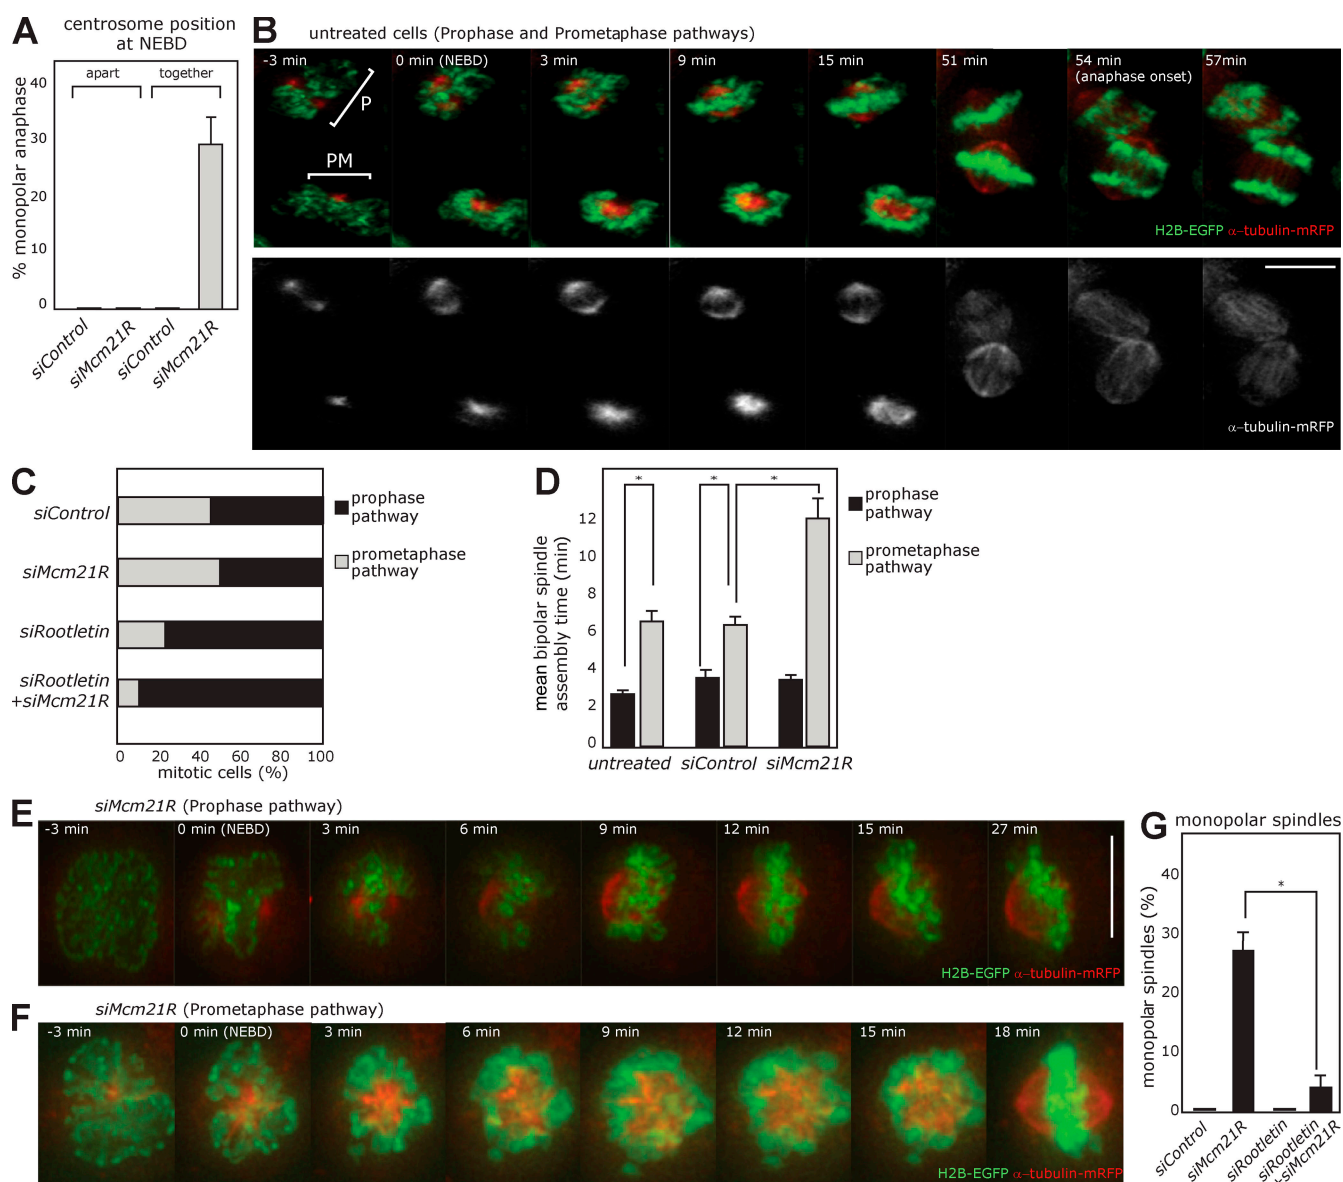 A
centrosome position
at NEBD
apart
together
% monopolar anaphase
40
30
20
10
0
siControl
siMcm21R
siControl
siMcm21R
B
untreated cells (Prophase and Prometaphase pathways)
-3 min
0 min (NEBD)
3 min
9 min
15 min
51 min
54 min
(anaphase onset)
57min
P
PM
H2B-EGFP α-tubulin-mRFP
α-tubulin-mRFP
C
siControl
siMcm21R
siRootletin
siRootletin
+siMcm21R
0 20 40 60 80 100
mitotic cells (%)
prophase
pathway
prometaphase
pathway
D
mean bipolar spindle
assembly time (min)
12
10
8
6
4
2
0
* * *
untreated siControl siMcm21R
prophase
pathway
prometaphase
pathway
E
siMcm21R (Prophase pathway)
-3 min
0 min (NEBD)
3 min
6 min
9 min
12 min
15 min
27 min
H2B-EGFP α-tubulin-mRFP
F
siMcm21R (Prometaphase pathway)
-3 min
0 min (NEBD)
3 min
6 min
9 min
12 min
15 min
18 min
H2B-EGFP α-tubulin-mRFP
G
monopolar spindles
monopolar spindles (%)
40
30
20
10
0
*
siControl
siMcm21R
siRootletin
siRootletin
+siMcm21R